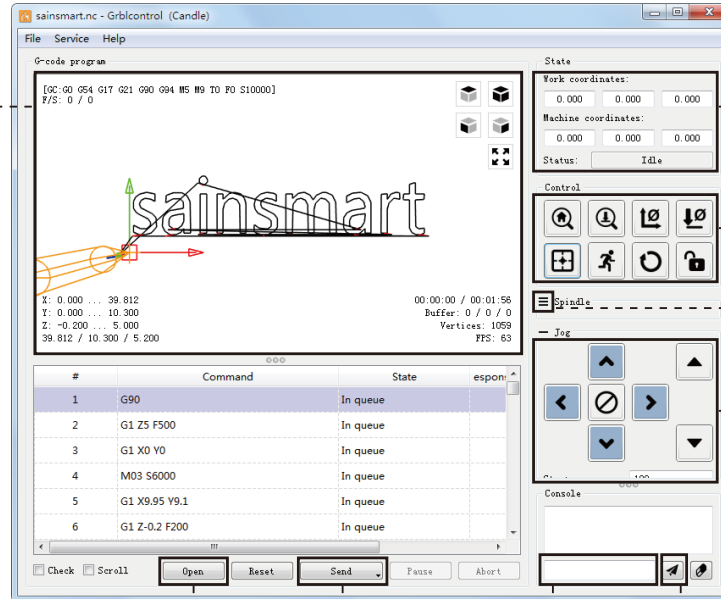 sainsmart.nc - Grblcontrol (Candle)
File Service Help
G-code program
[GC:G0 G54 G17 G21 G90 G94 M5 M9 T0 F0 S10000]
F/S: 0 / 0
sainsmart
X: 0.000 ... 39.812
Y: 0.000 ... 10.300
Z: -0.200 ... 5.000
39.812 / 10.300 / 5.200
00:00:00 / 00:01:56
Buffer: 0 / 0 / 0
Vertices: 1059
FPS: 63
# Command State espons
1 G90 In queue
2 G1 Z5 F500 In queue
3 G1 X0 Y0 In queue
4 M03 S6000 In queue
5 G1 X9.95 Y9.1 In queue
6 G1 Z-0.2 F200 In queue
Check Scroll Open Reset Send Pause Abort
State
Work coordinates:
0.000 0.000 0.000
Machine coordinates:
0.000 0.000 0.000
Status: Idle
Control
Spindle
Jog
Console